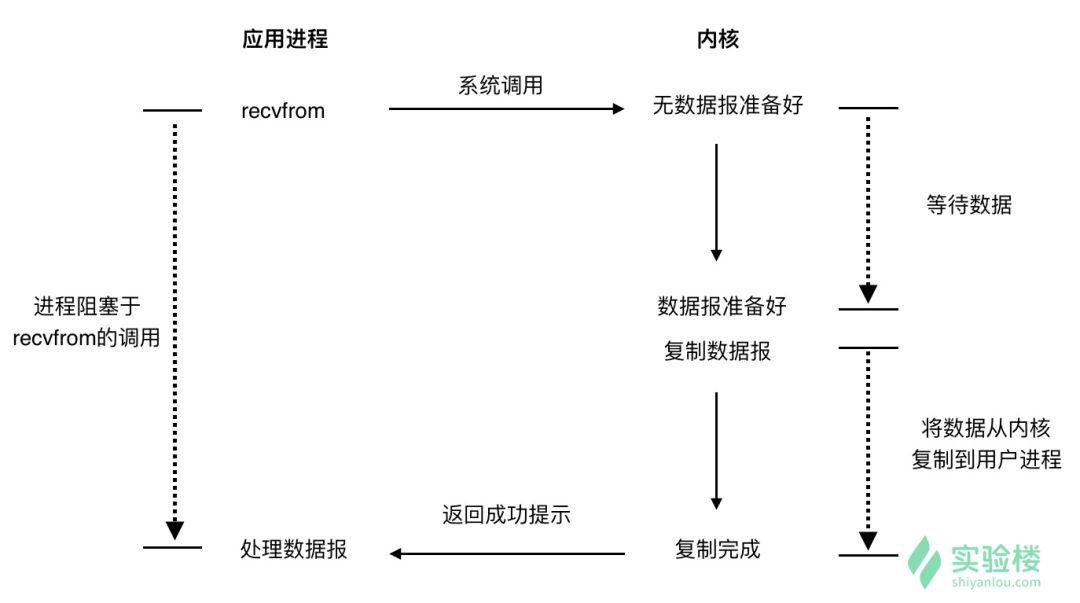 应用进程
内核
系统调用
recvfrom
无数据报准备好
等待数据
进程阻塞于
recvfrom的调用
数据报准备好
复制数据报
将数据从内核
复制到用户进程
返回成功提示
处理数据报
复制完成
实验楼
shiyanlou.com